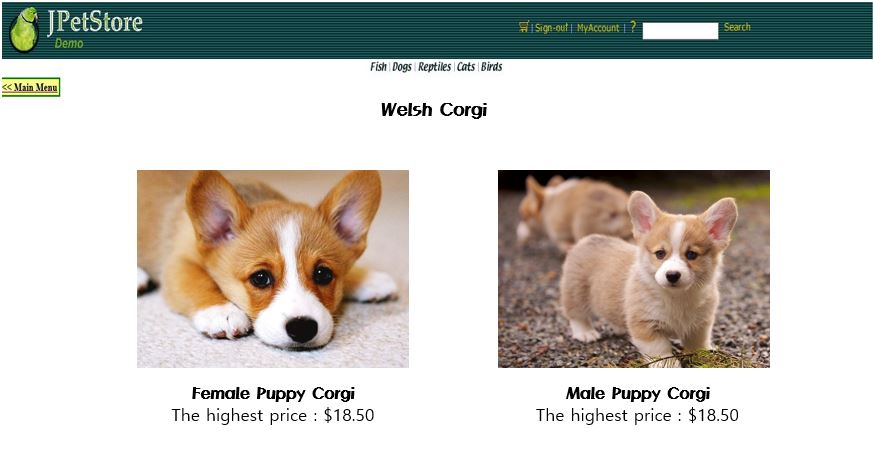 JPetStore
Demo
| Sign-out | MyAccount | ? Search
Fish | Dogs | Reptiles | Cats | Birds
<< Main Menu
Welsh Corgi
Female Puppy Corgi
The highest price : $18.50
Male Puppy Corgi
The highest price : $18.50